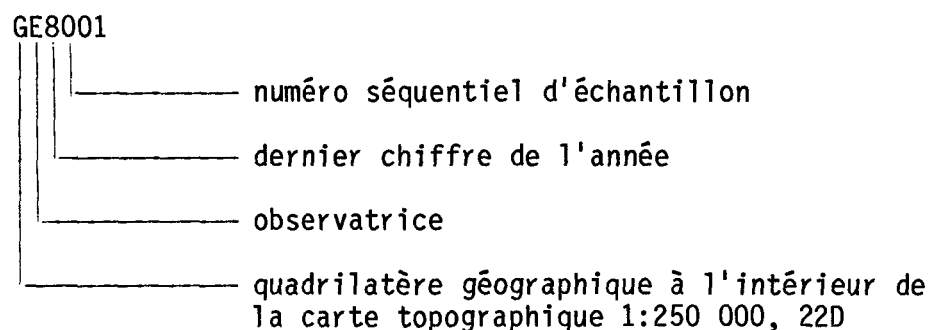 GE8001
numéro séquentiel d'échantillon
dernier chiffre de l'année
observatrice
quadrilatère géographique à l'intérieur de
la carte topographique 1:250 000, 22D